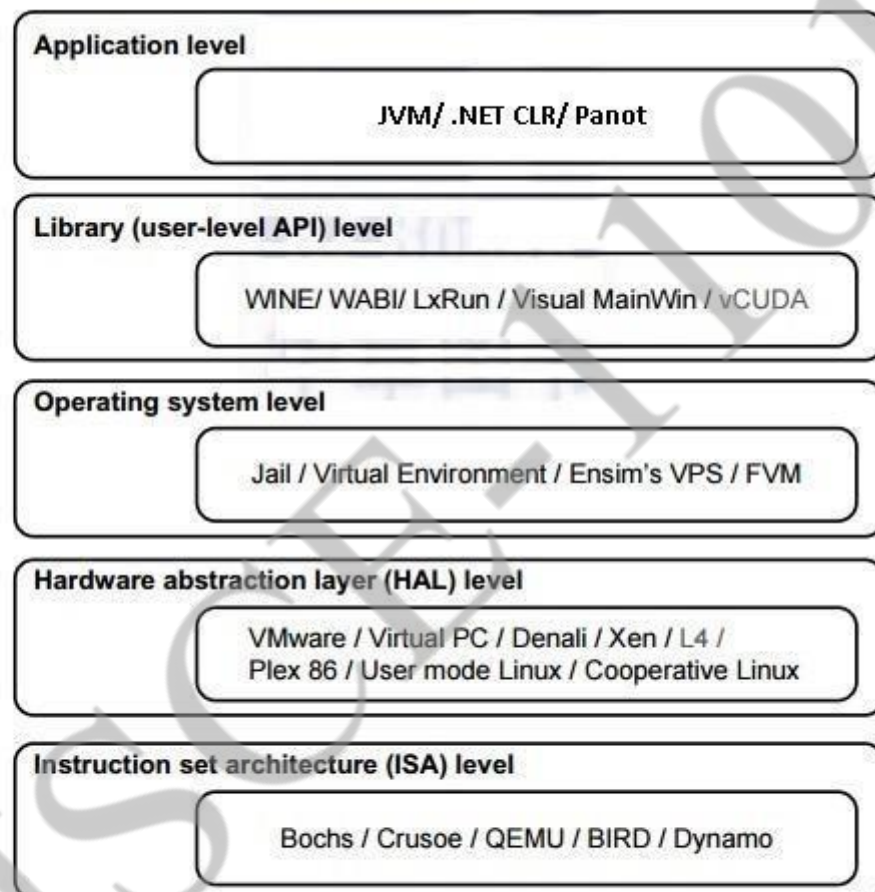 Application level
JVM/ .NET CLR/ Panot
Library (user-level API) level
WINE/ WABI/ LxRun / Visual MainWin / vCUDA
Operating system level
Jail / Virtual Environment / Ensim's VPS / FVM
Hardware abstraction layer (HAL) level
VMware / Virtual PC / Denali / Xen / L4 /
Plex 86 / User mode Linux / Cooperative Linux
Instruction set architecture (ISA) level
Bochs / Crusoe / QEMU / BIRD / Dynamo